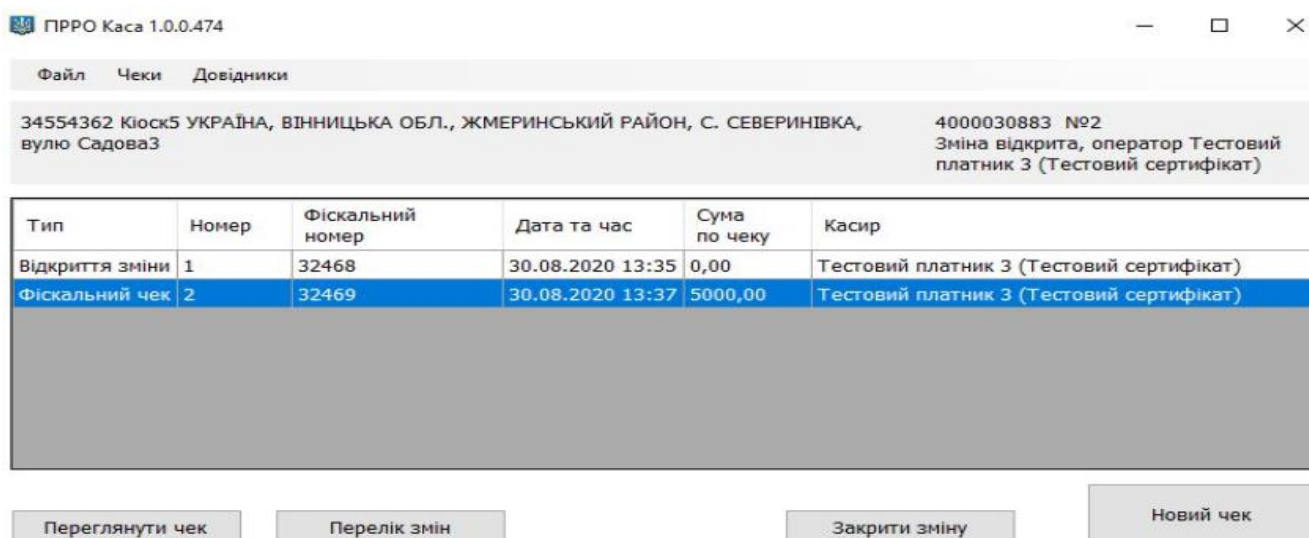 ПРРО Каса 1.0.0.474
Файл Чеки Довідники
34554362 Кіоск5 УКРАЇНА, ВІННИЦЬКА ОБЛ., ЖМЕРИНСЬКИЙ РАЙОН, С. СЕВЕРИНІВКА,
вулю Садова3
4000030883 №2
Зміна відкрита, оператор Тестовий
платник 3 (Тестовий сертифікат)
Тип Номер Фіскальний номер Дата та час Сума по чеку Касир
Відкриття зміни 1 32468 30.08.2020 13:35 0,00 Тестовий платник 3 (Тестовий сертифікат)
Фіскальний чек 2 32469 30.08.2020 13:37 5000,00 Тестовий платник 3 (Тестовий сертифікат)
Переглянути чек Перелік змін Закрити зміну Новий чек